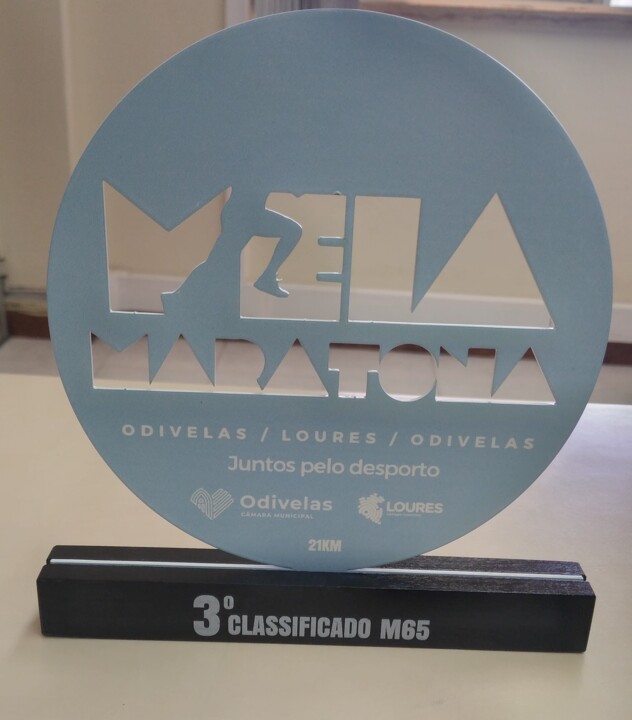 MEIA
MARATONA
ODIVELAS / LOURES / ODIVELAS
Juntos pelo desporto
Odivelas
CÂMARA MUNICIPAL
LOURES
21KM
3º CLASSIFICADO M65